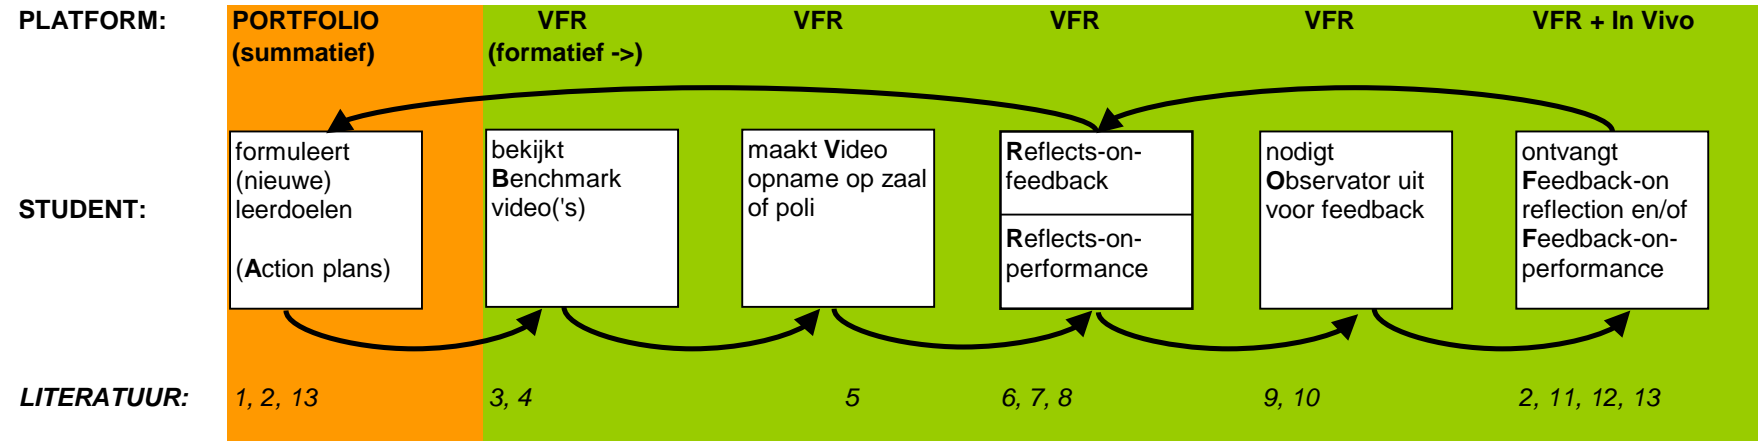 PLATFORM:
PORTFOLIO
(summatief)
VFR
(formatief ->)
VFR
VFR
VFR
VFR + In Vivo
STUDENT:
formuleert
(nieuwe)
leerdoelen
(Action plans)
bekijkt
Benchmark
video('s)
maakt Video
opname op zaal
of poli
Reflects-on-
feedback
Reflects-on-
performance
nodigt
Observator uit
voor feedback
ontvangt
Feedback-on
reflection en/of
Feedback-on-
performance
LITERATUUR:
1, 2, 13
3, 4
5
6, 7, 8
9, 10
2, 11, 12, 13